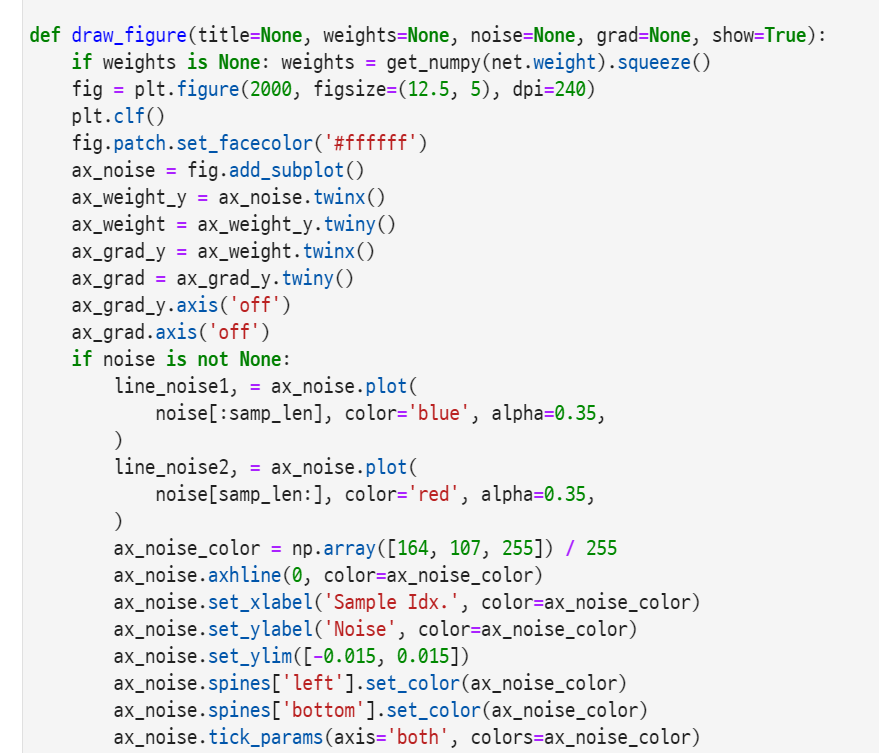 def draw_figure(title=None, weights=None, noise=None, grad=None, show=True):
    if weights is None: weights = get_numpy(net.weight).squeeze()
    fig = plt.figure(2000, figsize=(12.5, 5), dpi=240)
    plt.clf()
    fig.patch.set_facecolor('#ffffff')
    ax_noise = fig.add_subplot()
    ax_weight_y = ax_noise.twinx()
    ax_weight = ax_weight_y.twiny()
    ax_grad_y = ax_weight.twinx()
    ax_grad = ax_grad_y.twiny()
    ax_grad_y.axis('off')
    ax_grad.axis('off')
    if noise is not None:
        line_noise1, = ax_noise.plot(
            noise[:samp_len], color='blue', alpha=0.35,
        )
        line_noise2, = ax_noise.plot(
            noise[samp_len:], color='red', alpha=0.35,
        )
        ax_noise_color = np.array([164, 107, 255]) / 255
        ax_noise.axhline(0, color=ax_noise_color)
        ax_noise.set_xlabel('Sample Idx.', color=ax_noise_color)
        ax_noise.set_ylabel('Noise', color=ax_noise_color)
        ax_noise.set_ylim([-0.015, 0.015])
        ax_noise.spines['left'].set_color(ax_noise_color)
        ax_noise.spines['bottom'].set_color(ax_noise_color)
        ax_noise.tick_params(axis='both', colors=ax_noise_color)